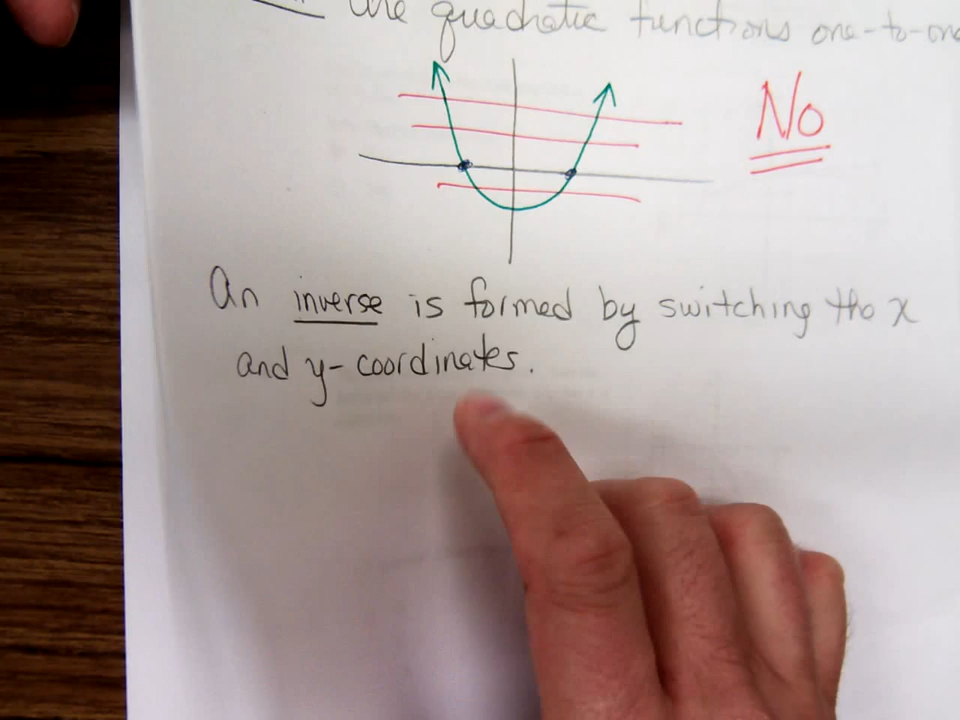 are quadratic functions one-to-one
No
An inverse is formed by switching the x
and y-coordinates.